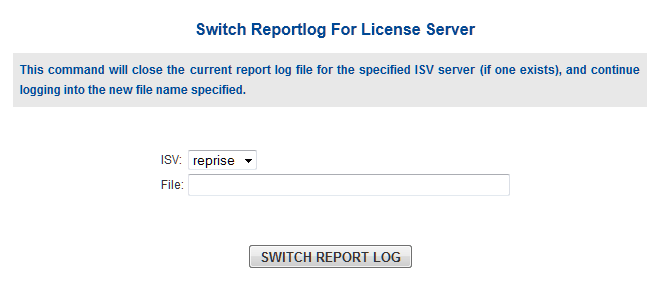 Switch Reportlog For License Server
This command will close the current report log file for the specified ISV server (if one exists), and continue
logging into the new file name specified.
ISV: reprise
File:
SWITCH REPORT LOG